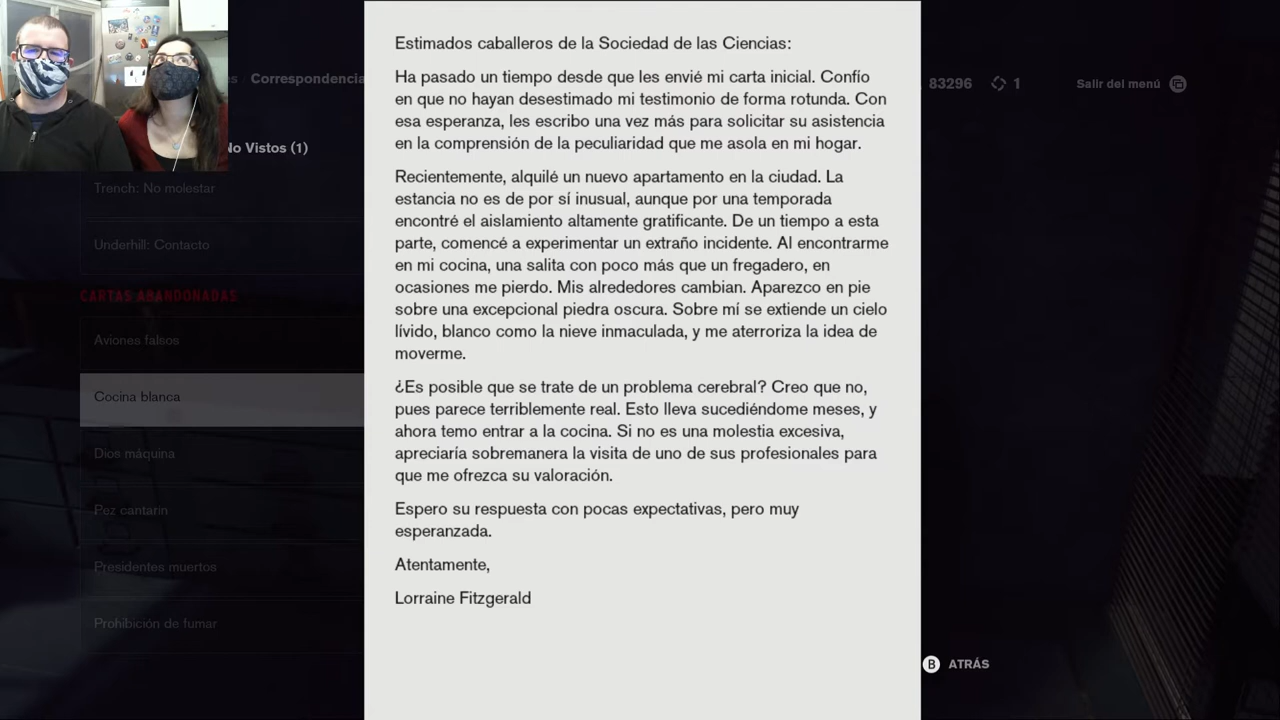 Correspondencia
83296
1
Salir del menú
No Vistos (1)
Trench: No molestar
Underhill: Contacto
CARTAS ABANDONADAS
Aviones falsos
Cocina blanca
Dios máquina
Pez cantarín
Presidentes muertos
Prohibición de fumar
Estimados caballeros de la Sociedad de las Ciencias:
Ha pasado un tiempo desde que les envié mi carta inicial. Confío
en que no hayan desestimado mi testimonio de forma rotunda. Con
esa esperanza, les escribo una vez más para solicitar su asistencia
en la comprensión de la peculiaridad que me asola en mi hogar.
Recientemente, alquilé un nuevo apartamento en la ciudad. La
estancia no es de por sí inusual, aunque por una temporada
encontré el aislamiento altamente gratificante. De un tiempo a esta
parte, comencé a experimentar un extraño incidente. Al encontrarme
en mi cocina, una salita con poco más que un fregadero, en
ocasiones me pierdo. Mis alrededores cambian. Aparezco en pie
sobre una excepcional piedra oscura. Sobre mí se extiende un cielo
lívido, blanco como la nieve inmaculada, y me aterroriza la idea de
moverme.
¿Es posible que se trate de un problema cerebral? Creo que no,
pues parece terriblemente real. Esto lleva sucediéndome meses, y
ahora temo entrar a la cocina. Si no es una molestia excesiva,
apreciaría sobremanera la visita de uno de sus profesionales para
que me ofrezca su valoración.
Espero su respuesta con pocas expectativas, pero muy
esperanzada.
Atentamente,
Lorraine Fitzgerald
B ATRÁS